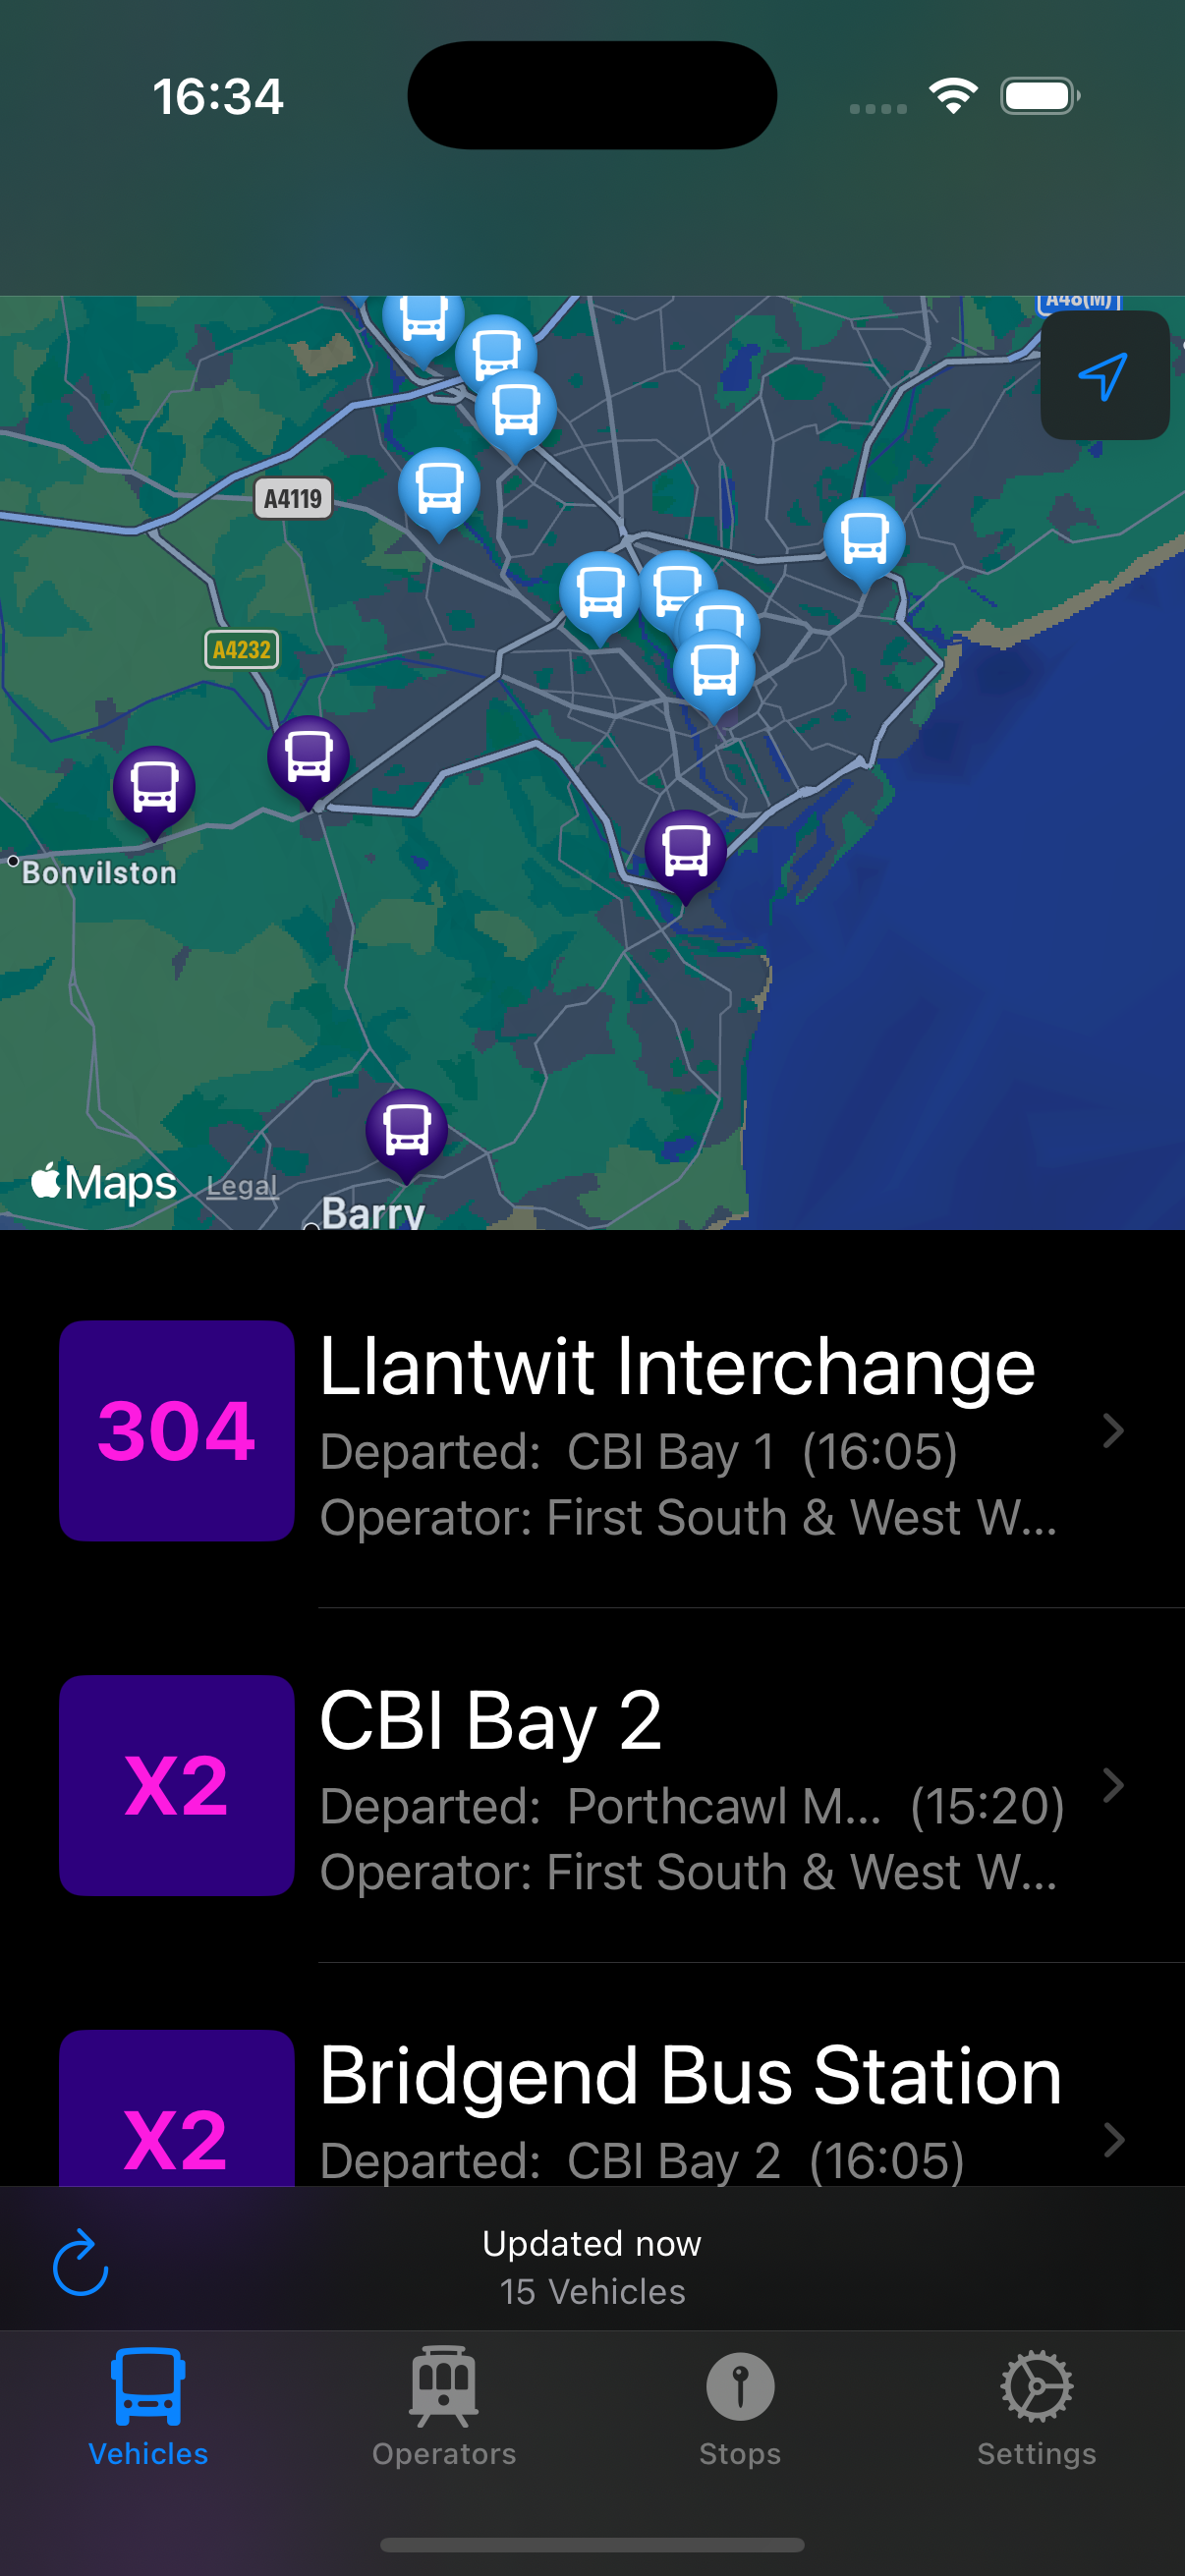 16:34
A48(M)
A4119
A4232
Bonvilston
Maps Legal
Barry
304
Llantwit Interchange
Departed: CBI Bay 1 (16:05)
Operator: First South & West W...
X2
CBI Bay 2
Departed: Porthcawl M... (15:20)
Operator: First South & West W...
X2
Bridgend Bus Station
Departed: CBI Bay 2 (16:05)
Updated now
15 Vehicles
Vehicles Operators Stops Settings